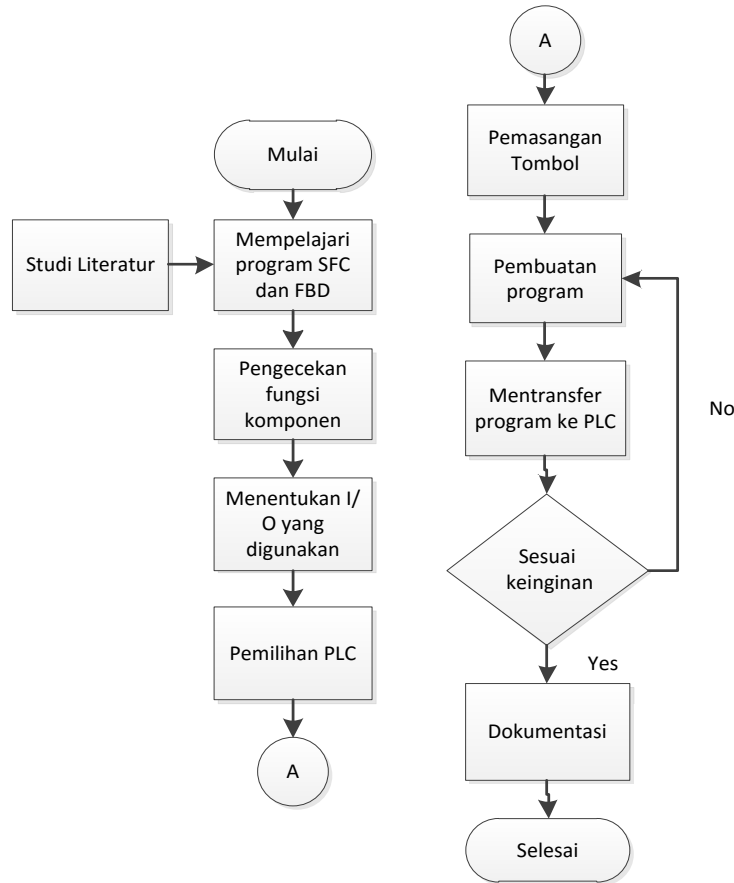 Mulai
Studi Literatur
Mempelajari
program SFC
dan FBD
Pengecekan
fungsi
komponen
Menentukan I/
O yang
digunakan
Pemilihan PLC
A
A
Pemasangan
Tombol
Pembuatan
program
Mentransfer
program ke PLC
No
Sesuai
keinginan
Yes
Dokumentasi
Selesai